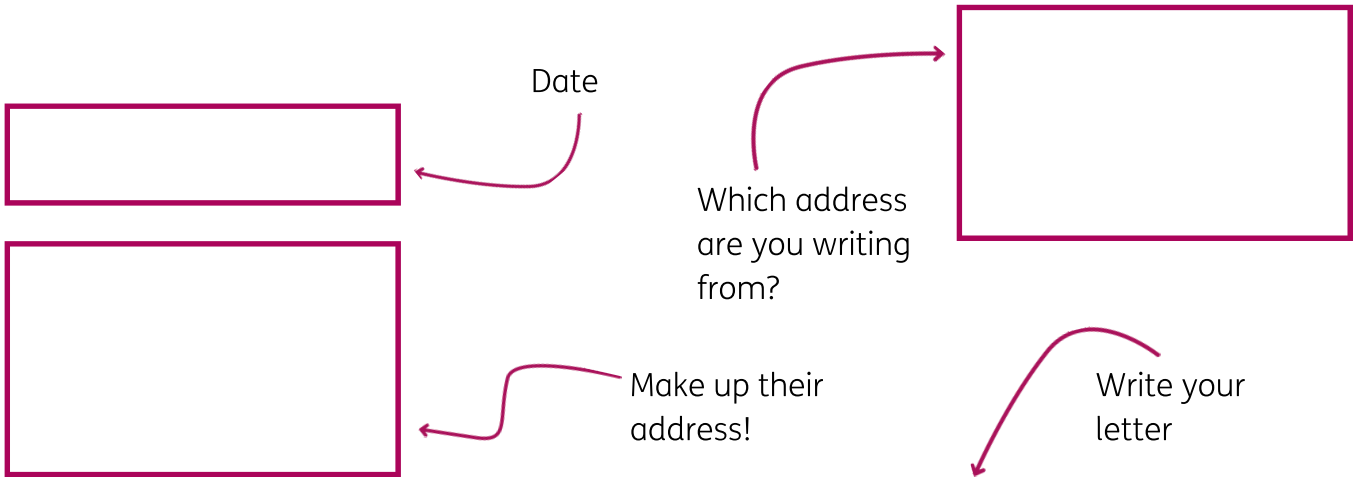 Date
Which address
are you writing
from?
Make up their
address!
Write your
letter